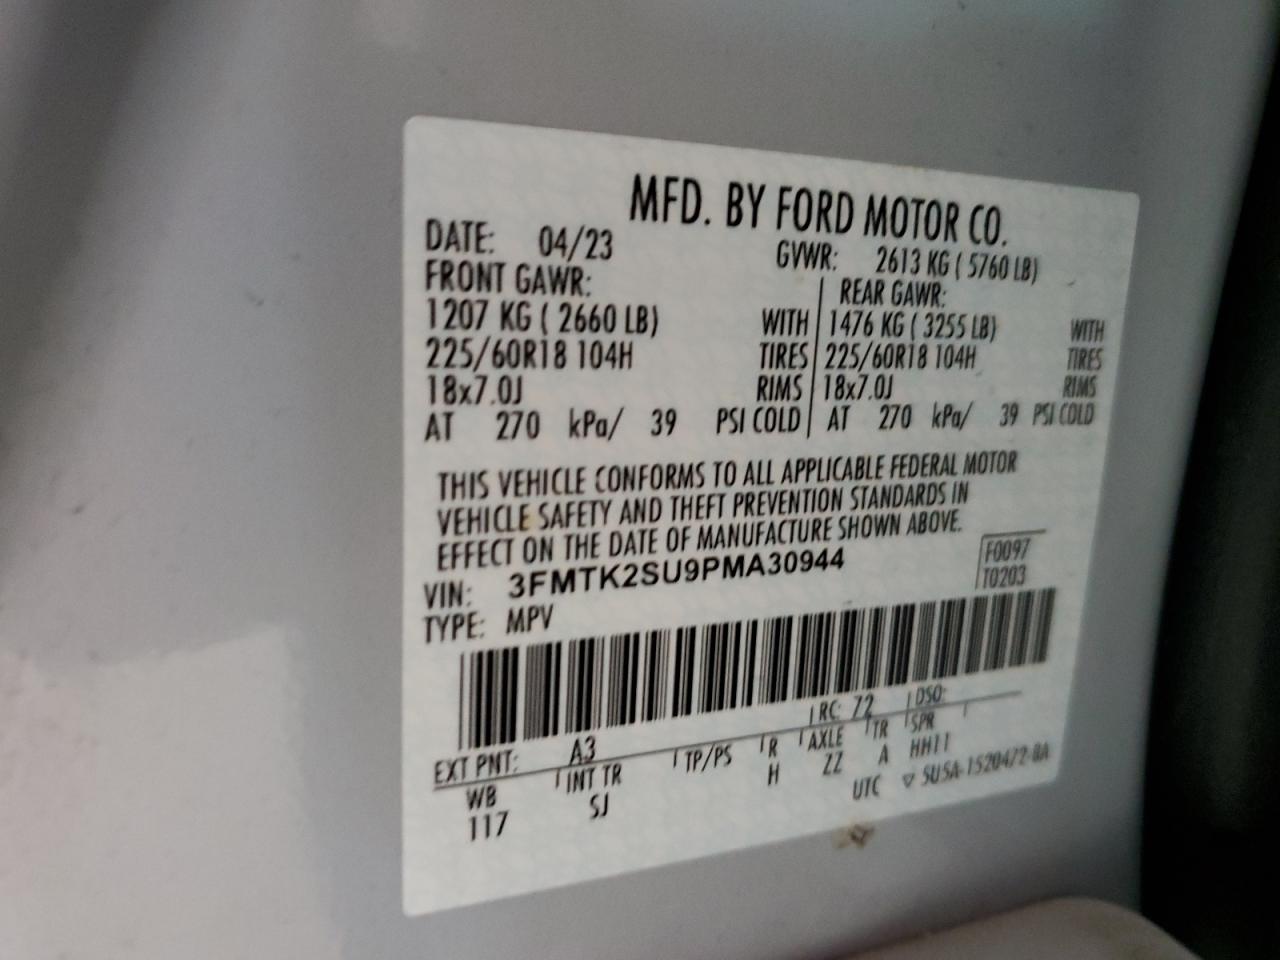 MFD. BY FORD MOTOR CO.
DATE: 04/23 GVWR: 2613 KG ( 5760 LB)
FRONT GAWR: REAR GAWR:
1207 KG ( 2660 LB) WITH 1476 KG ( 3255 LB) WITH
225/60R18 104H TIRES 225/60R18 104H TIRES
18x7.0J RIMS 18x7.0J RIMS
AT 270 kPa/ 39 PSI COLD AT 270 kPa/ 39 PSI COLD
THIS VEHICLE CONFORMS TO ALL APPLICABLE FEDERAL MOTOR
VEHICLE SAFETY AND THEFT PREVENTION STANDARDS IN
EFFECT ON THE DATE OF MANUFACTURE SHOWN ABOVE.
VIN: 3FMTK2SU9PMA30944 F0097
TYPE: MPV T0203
EXT PNT: A3 RC: 72 DSO:
WB INT TR TP/PS R AXLE TR SPR
117 SJ H ZZ A HH11
UTC ▽ SU5A-1520472-BA